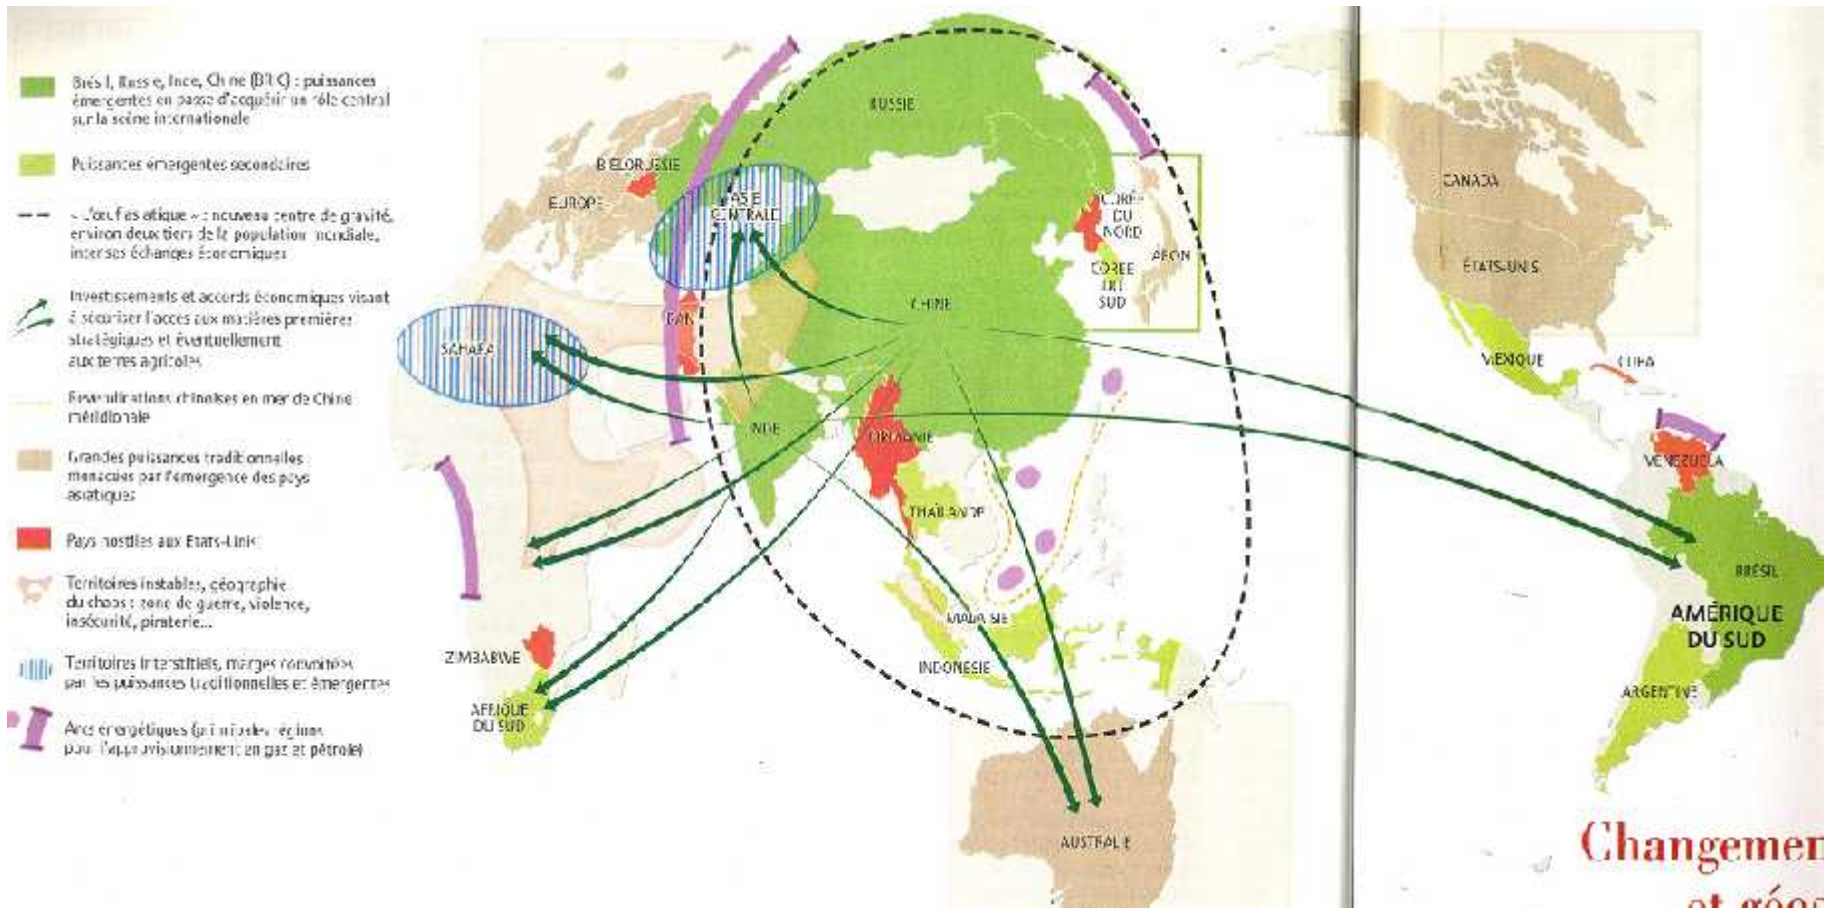 Brésil, Russie, Inde, Chine (BRIC) : puissances
émergentes en passe d'acquérir un rôle central
sur la scène internationale
Puissances émergentes secondaires
« L'œuf asiatique » : nouveau centre de gravité,
environ deux tiers de la population mondiale,
intenses échanges économiques
Investissements et accords économiques visant
à sécuriser l'accès aux matières premières
stratégiques et éventuellement
aux terres agricoles
Revendications chinoises en mer de Chine
méridionale
Grandes puissances traditionnelles
menacées par l'émergence des pays
asiatiques
Pays hostiles aux États-Unis
Territoires instables, géographie
du chaos : zone de guerre, violence,
insécurité, piraterie...
Territoires interstitiels, marges convoitées
par les puissances traditionnelles et émergentes
Arcs énergétiques (principales régions
pour l'approvisionnement en gaz et pétrole)
RUSSIE
BIÉLORUSSIE
EUROPE
ASIE
CENTRALE
CORÉE
DU
NORD
JAPON
CORÉE
DU
SUD
CHINE
IRAN
SAHARA
INDE
BIRMANIE
THAÏLANDE
MALAISIE
INDONÉSIE
ZIMBABWE
AFRIQUE
DU SUD
AUSTRALIE
CANADA
ÉTATS-UNIS
MEXIQUE
CUBA
VENEZUELA
BRÉSIL
AMÉRIQUE
DU SUD
ARGENTINE
Changemen
et géos